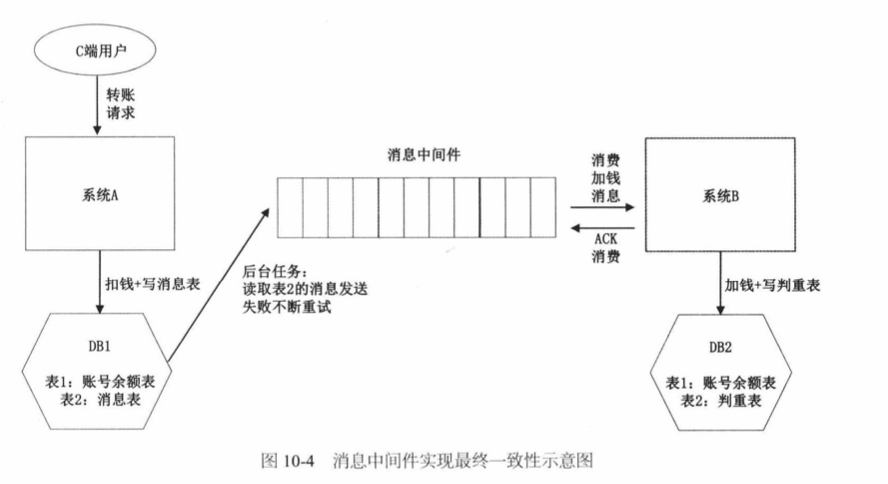 C端用户
转账
请求
系统A
扣钱+写消息表
DB1
表1：账号余额表
表2：消息表
后台任务：
读取表2的消息发送
失败不断重试
消息中间件
消费
加钱
消息
ACK
消费
系统B
加钱+写判重表
DB2
表1：账号余额表
表2：判重表
图 10-4 消息中间件实现最终一致性示意图